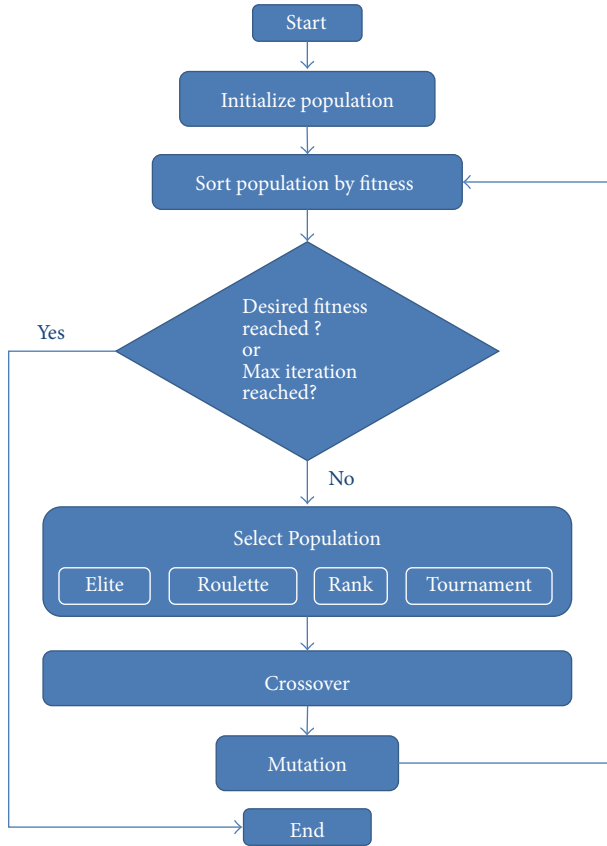 Start
Initialize population
Sort population by fitness
Desired fitness
reached ?
or
Max iteration
reached?
Yes
No
Select Population
Elite
Roulette
Rank
Tournament
Crossover
Mutation
End